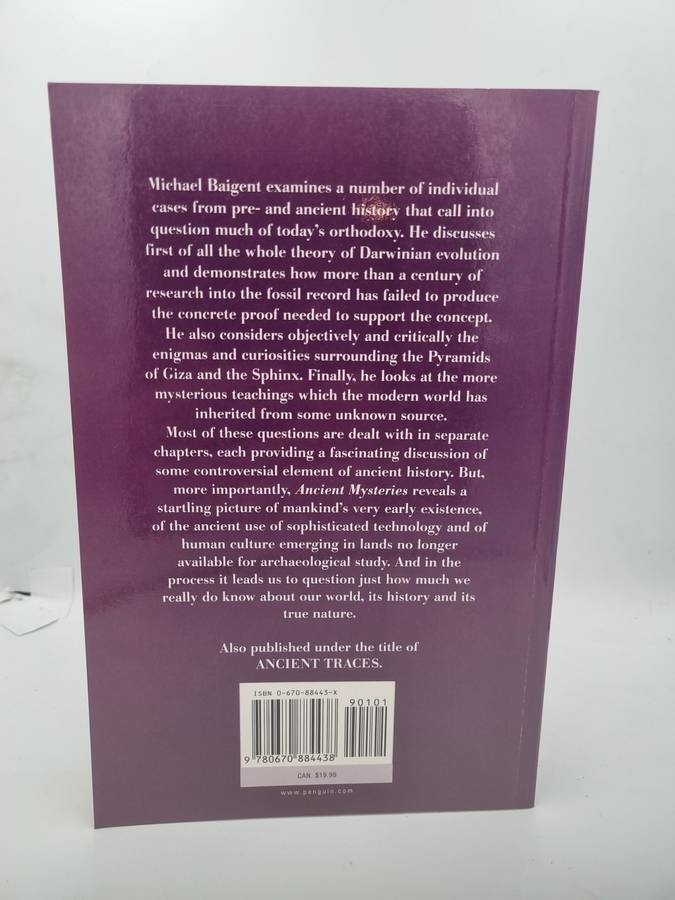 Michael Baigent examines a number of individual
cases from pre- and ancient history that call into
question much of today's orthodoxy. He discusses
first of all the whole theory of Darwinian evolution
and demonstrates how more than a century of
research into the fossil record has failed to produce
the concrete proof needed to support the concept.
He also considers objectively and critically the
enigmas and curiosities surrounding the Pyramids
of Giza and the Sphinx. Finally, he looks at the more
mysterious teachings which the modern world has
inherited from some unknown source.
Most of these questions are dealt with in separate
chapters, each providing a fascinating discussion of
some controversial element of ancient history. But,
more importantly, Ancient Mysteries reveals a
startling picture of mankind's very early existence,
of the ancient use of sophisticated technology and of
human culture emerging in lands no longer
available for archaeological study. And in the
process it leads us to question just how much we
really do know about our world, its history and its
true nature.
Also published under the title of
ANCIENT TRACES.
ISBN 0-670-88443-X
90101
9 780670 884438
CAN. $19.99
www.penguin.com